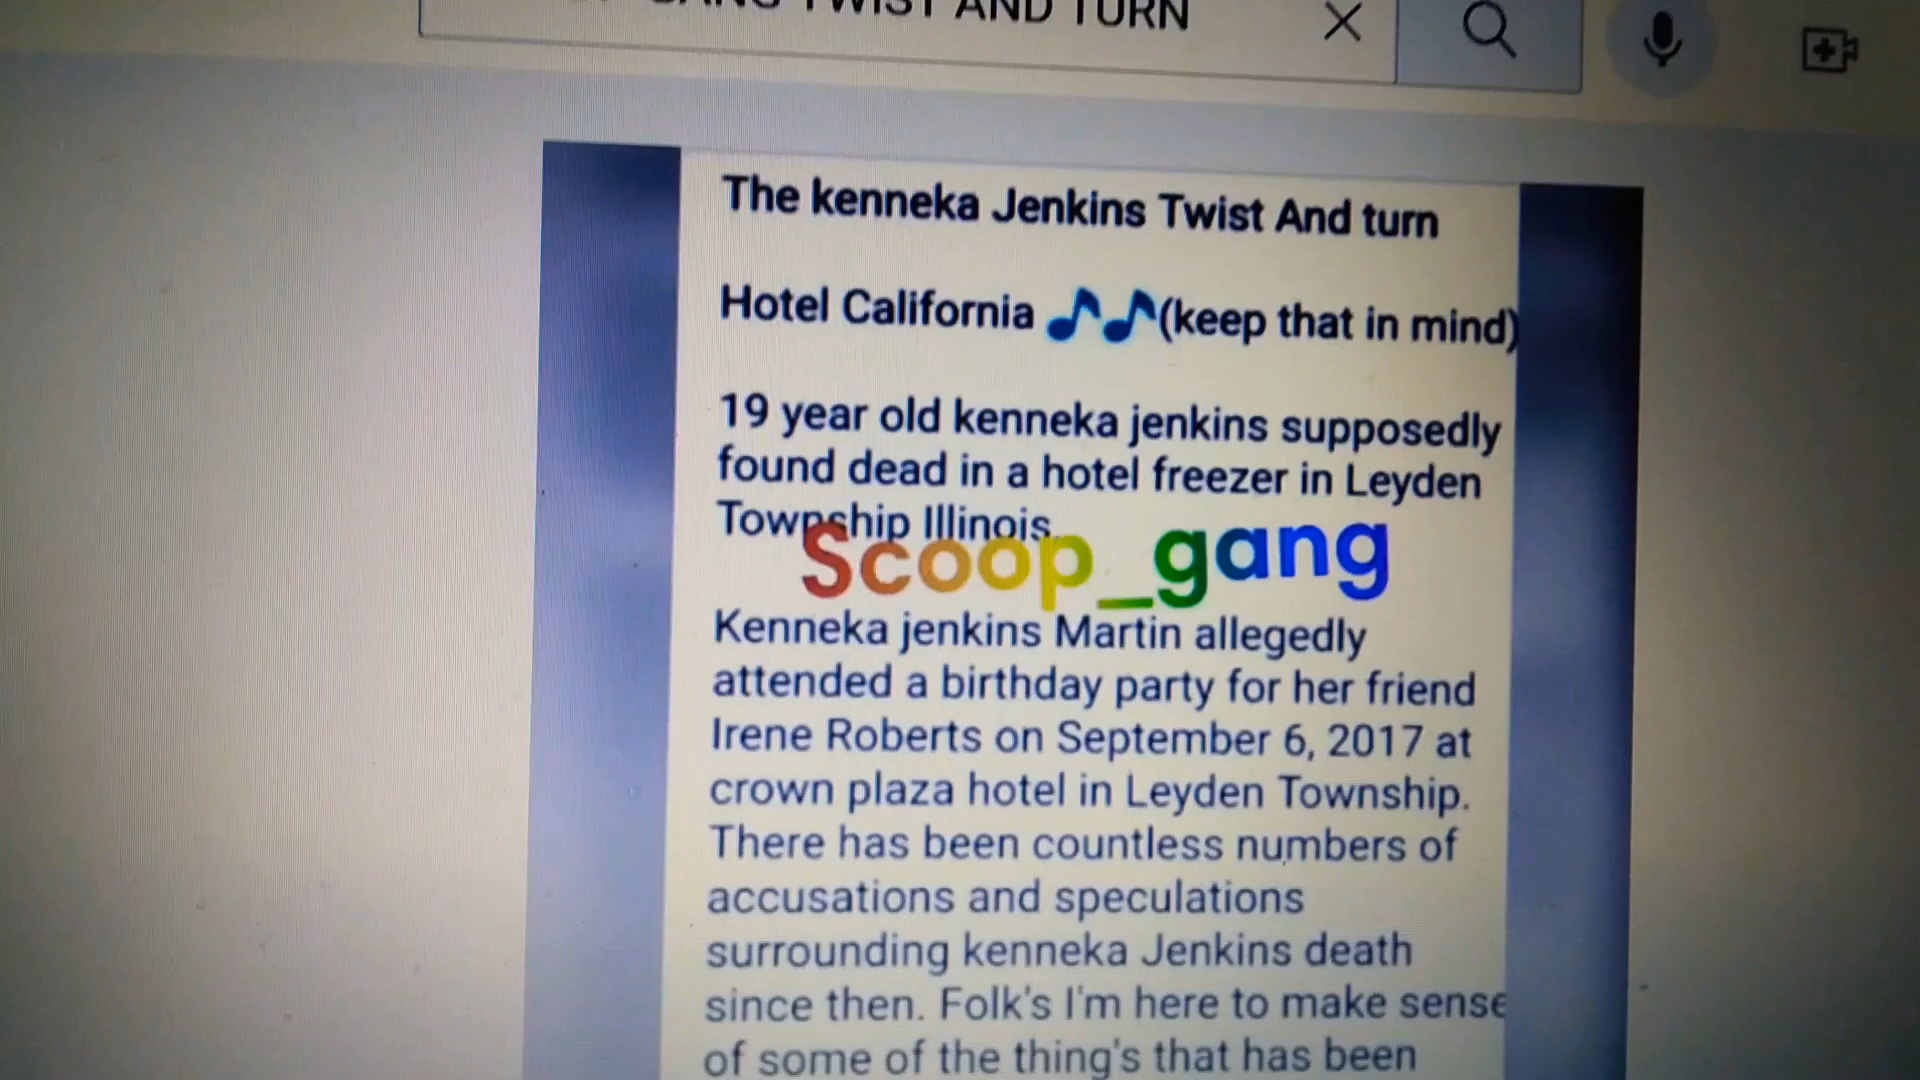 GANG TWIST AND TURN
The kenneka Jenkins Twist And turn
Hotel California 🎵🎵(keep that in mind)
19 year old kenneka jenkins supposedly
found dead in a hotel freezer in Leyden
Township Illinois.
Scoop_gang
Kenneka jenkins Martin allegedly
attended a birthday party for her friend
Irene Roberts on September 6, 2017 at
crown plaza hotel in Leyden Township.
There has been countless numbers of
accusations and speculations
surrounding kenneka Jenkins death
since then. Folk's I'm here to make sense
of some of the thing's that has been